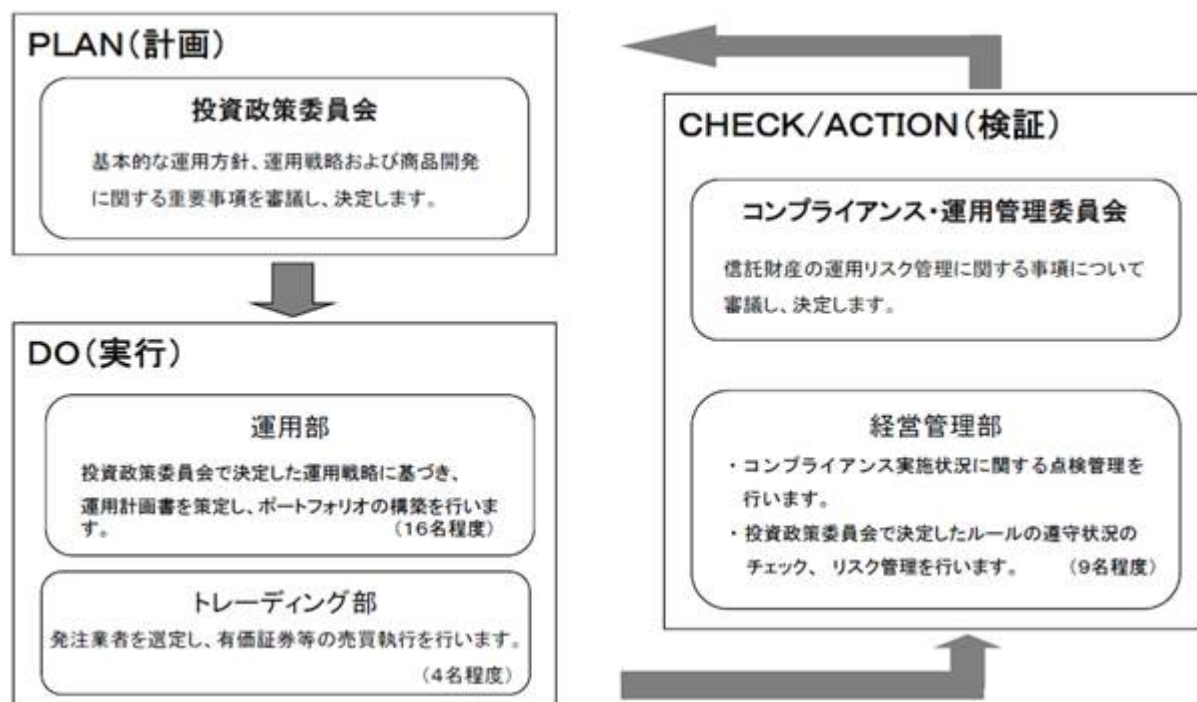 PLAN(計画)
投資政策委員会
基本的な運用方針、運用戦略および商品開発
に関する重要事項を審議し、決定します。
DO(実行)
運用部
投資政策委員会で決定した運用戦略に基づき、
運用計画書を策定し、ポートフォリオの構築を行いま
す。 (16名程度)
トレーディング部
発注業者を選定し、有価証券等の売買執行を行います。
(4名程度)
CHECK/ACTION(検証)
コンプライアンス・運用管理委員会
信託財産の運用リスク管理に関する事項について
審議し、決定します。
経営管理部
・コンプライアンス実施状況に関する点検管理を
行います。
・投資政策委員会で決定したルールの遵守状況の
チェック、 リスク管理を行います。 (9名程度)